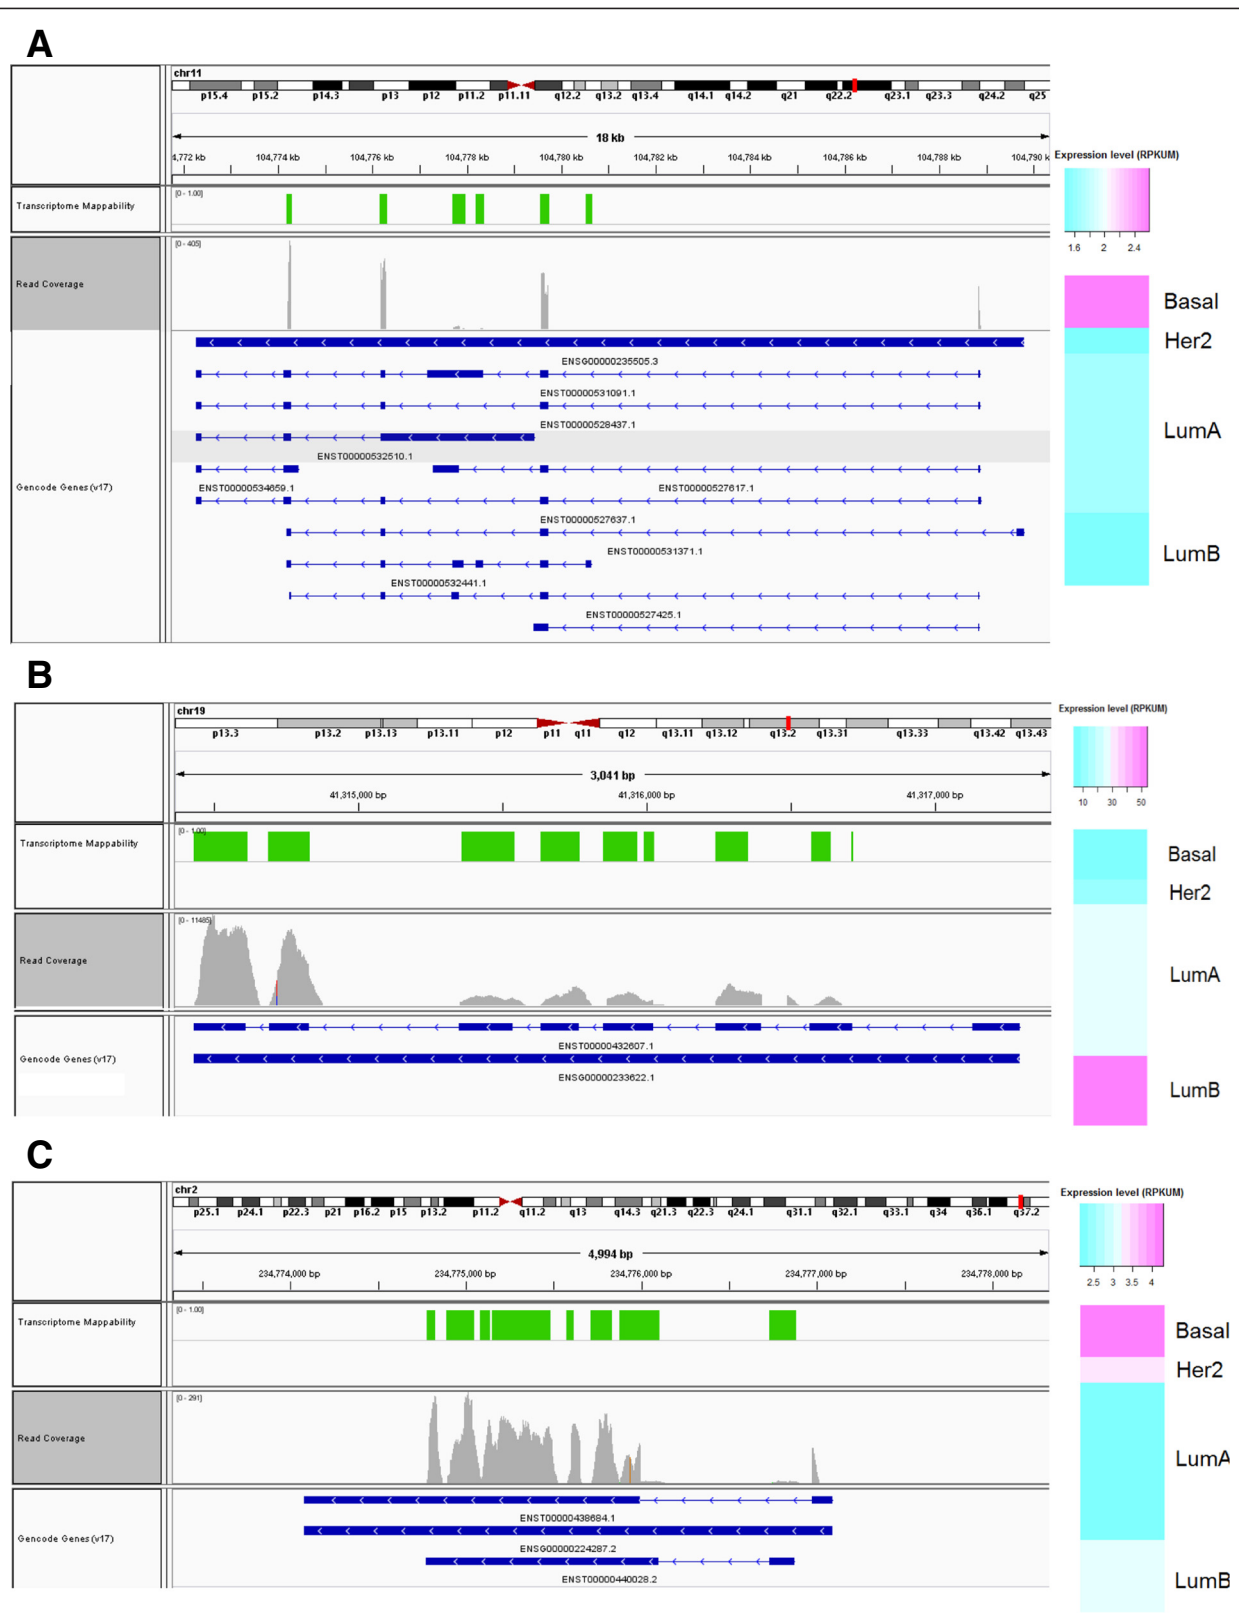 A
chr11
p15.4 p15.2 p14.3 p13 p12 p11.2 p11.11 q12.2 q13.2 q13.4 q14.1 q14.2 q21 q22.2 q23.1 q23.3 q24.2 q25
18 kb
104,774 kb 104,776 kb 104,778 kb 104,780 kb 104,782 kb 104,784 kb 104,786 kb 104,788 kb
Expression level (RPKUM)
1.6 2 2.4
Transcriptome Mappability
[0 - 1.00]
[0 - 405]
Read Coverage
Basal
Her2
LumA
LumB
ENSG00000235505.3
ENST00000531091.1
ENST00000528437.1
ENST00000532510.1
Gencode Genes (v17)
ENST00000534659.1 ENST00000527617.1
ENST00000527637.1
ENST00000531371.1
ENST00000532441.1
ENST00000527425.1
B
chr19
p13.3 p13.2 p13.13 p13.11 p12 p11 q11 q12 q13.11 q13.12 q13.2 q13.31 q13.33 q13.42 q13.43
3,041 bp
41,315,000 bp 41,316,000 bp 41,317,000 bp
Expression level (RPKUM)
10 30 50
Transcriptome Mappability
[0 - 1.00]
[0 - 11485]
Read Coverage
Basal
Her2
LumA
LumB
ENST00000432607.1
Gencode Genes (v17)
ENSG00000233622.1
C
chr2
p25.1 p24.1 p22.3 p21 p16.2 p15 p13.2 p11.2 q11.2 q13 q14.3 q21.3 q22.3 q24.1 q31.1 q32.1 q33.1 q34 q36.1 q37.2
4,994 bp
234,774,000 bp 234,775,000 bp 234,776,000 bp 234,777,000 bp 234,778,000 bp
Expression level (RPKUM)
2.5 3 3.5 4
Transcriptome Mappability
[0 - 1.00]
[0 - 291]
Read Coverage
Basal
Her2
LumA
LumB
ENST00000438684.1
Gencode Genes (v17)
ENSG00000224287.2
ENST00000440028.2